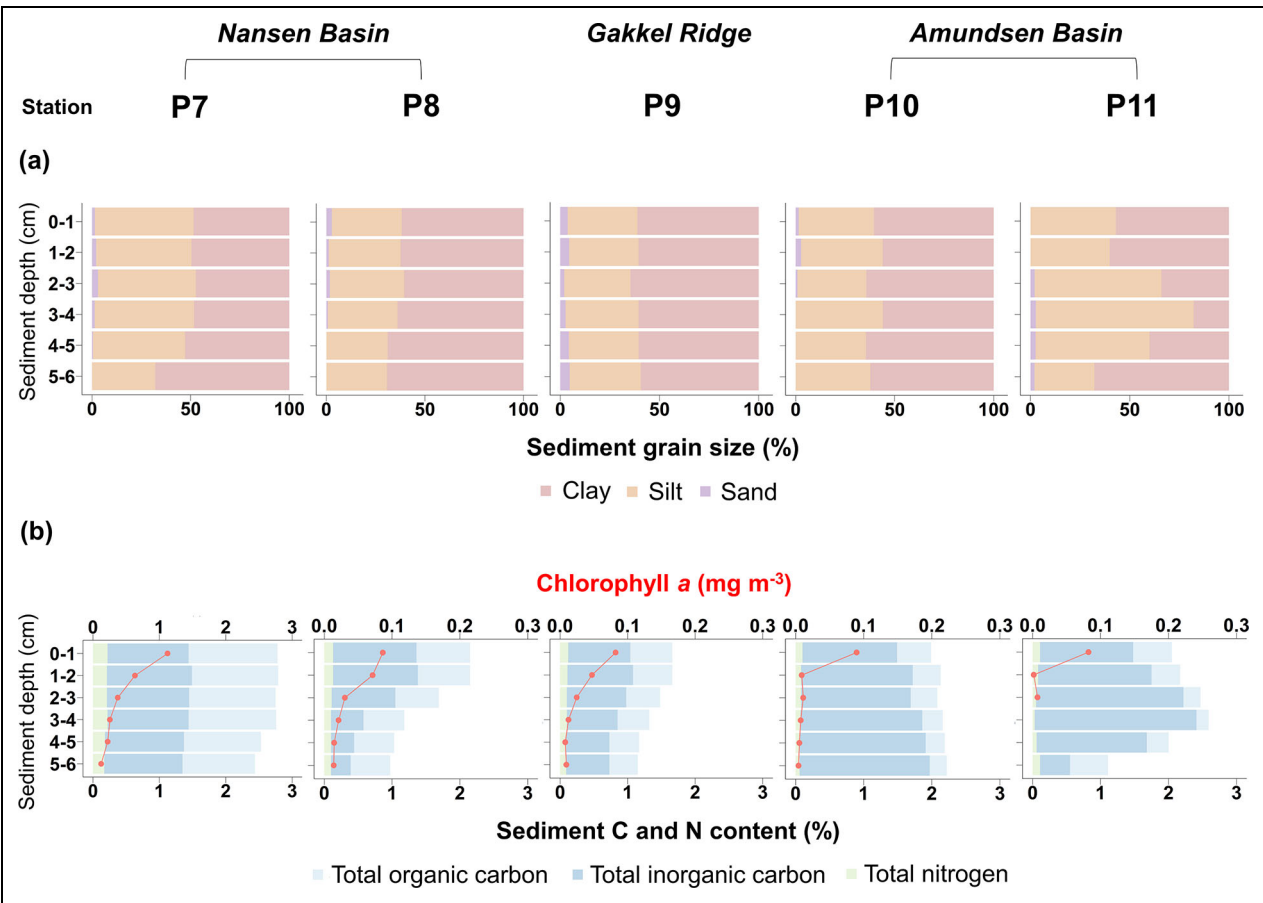 Nansen Basin Gakkel Ridge Amundsen Basin
Station P7 P8 P9 P10 P11
(a)
Sediment depth (cm)
0-1
1-2
2-3
3-4
4-5
5-6
0 50 100 0 50 100 0 50 100 0 50 100 0 50 100
Sediment grain size (%)
Clay Silt Sand
(b)
Chlorophyll a (mg m-3)
0 1 2 3 0.0 0.1 0.2 0.3 0.0 0.1 0.2 0.3 0.0 0.1 0.2 0.3 0.0 0.1 0.2 0.3
Sediment depth (cm)
0-1
1-2
2-3
3-4
4-5
5-6
0 1 2 3 0 1 2 3 0 1 2 3 0 1 2 3 0 1 2 3
Sediment C and N content (%)
Total organic carbon Total inorganic carbon Total nitrogen